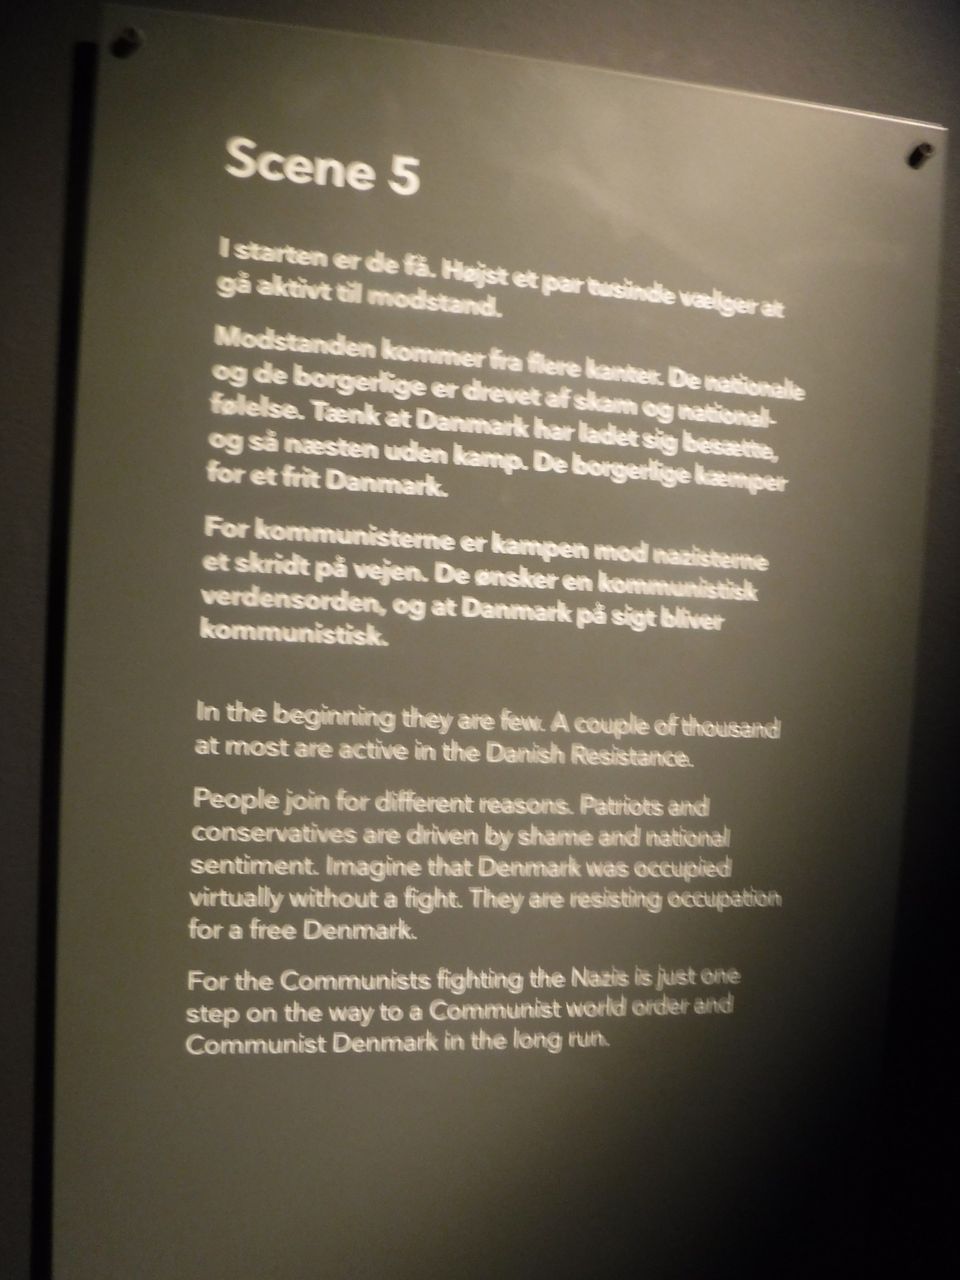 Scene 5
I starten er de få. Højst et par tusinde vælger at
gå aktivt til modstand.
Modstanden kommer fra flere kanter. De nationale
og de borgerlige er drevet af skam og national-
følelse. Tænk at Danmark har ladet sig besætte,
og så næsten uden kamp. De borgerlige kæmper
for et frit Danmark.
For kommunisterne er kampen mod nazisterne
et skridt på vejen. De ønsker en kommunistisk
verdensorden, og at Danmark på sigt bliver
kommunistisk.
In the beginning they are few. A couple of thousand
at most are active in the Danish Resistance.
People join for different reasons. Patriots and
conservatives are driven by shame and national
sentiment. Imagine that Denmark was occupied
virtually without a fight. They are resisting occupation
for a free Denmark.
For the Communists fighting the Nazis is just one
step on the way to a Communist world order and
Communist Denmark in the long run.